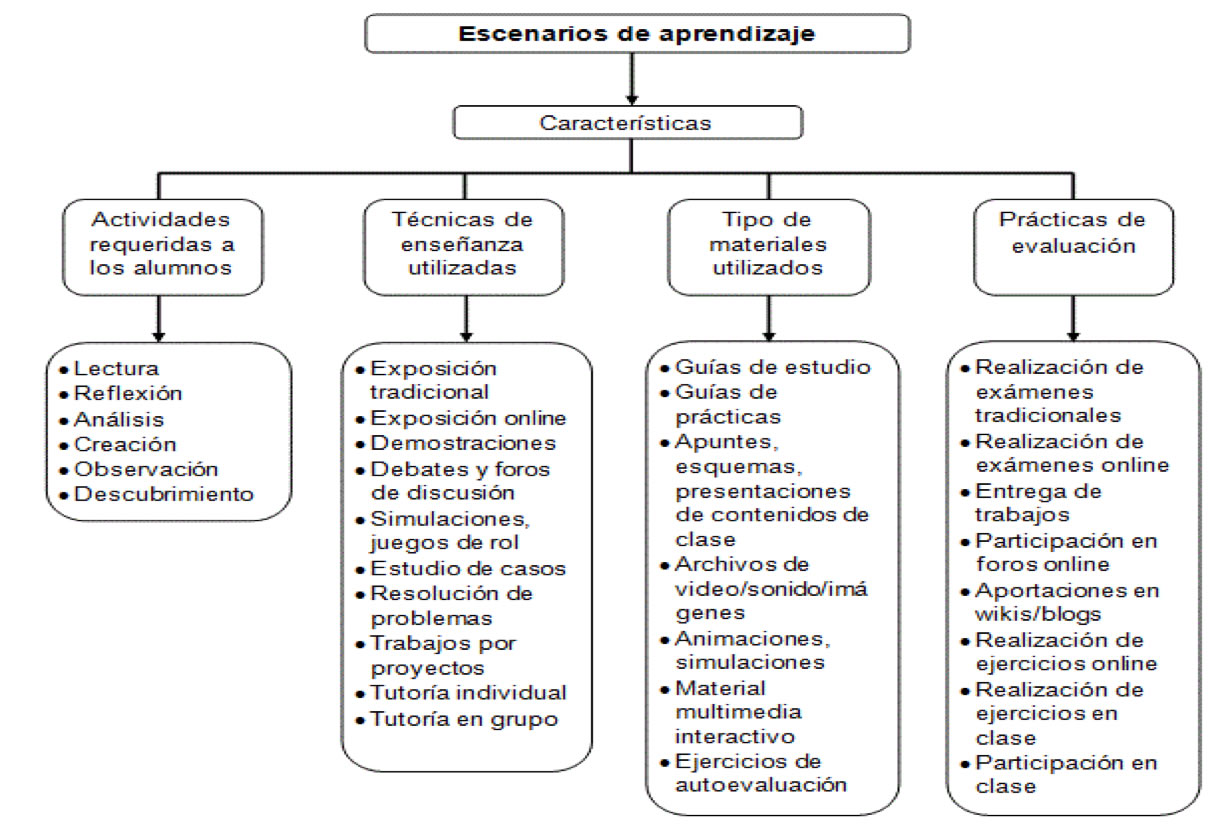 Escenarios de aprendizaje
Características
Actividades
requeridas a
los alumnos
Técnicas de
enseñanza
utilizadas
Tipo de
materiales
utilizados
Prácticas de
evaluación
• Lectura
• Reflexión
• Análisis
• Creación
• Observación
• Descubrimiento
• Exposición
tradicional
• Exposición online
• Demostraciones
• Debates y foros
de discusión
• Simulaciones,
juegos de rol
• Estudio de casos
• Resolución de
problemas
• Trabajos por
proyectos
• Tutoría individual
• Tutoría en grupo
• Guías de estudio
• Guías de
prácticas
• Apuntes,
esquemas,
presentaciones
de contenidos de
clase
• Archivos de
video/sonido/imá
genes
• Animaciones,
simulaciones
• Material
multimedia
interactivo
• Ejercicios de
autoevaluación
• Realización de
exámenes
tradicionales
• Realización de
exámenes online
• Entrega de
trabajos
• Participación en
foros online
• Aportaciones en
wikis/blogs
• Realización de
ejercicios online
• Realización de
ejercicios en
clase
• Participación en
clase